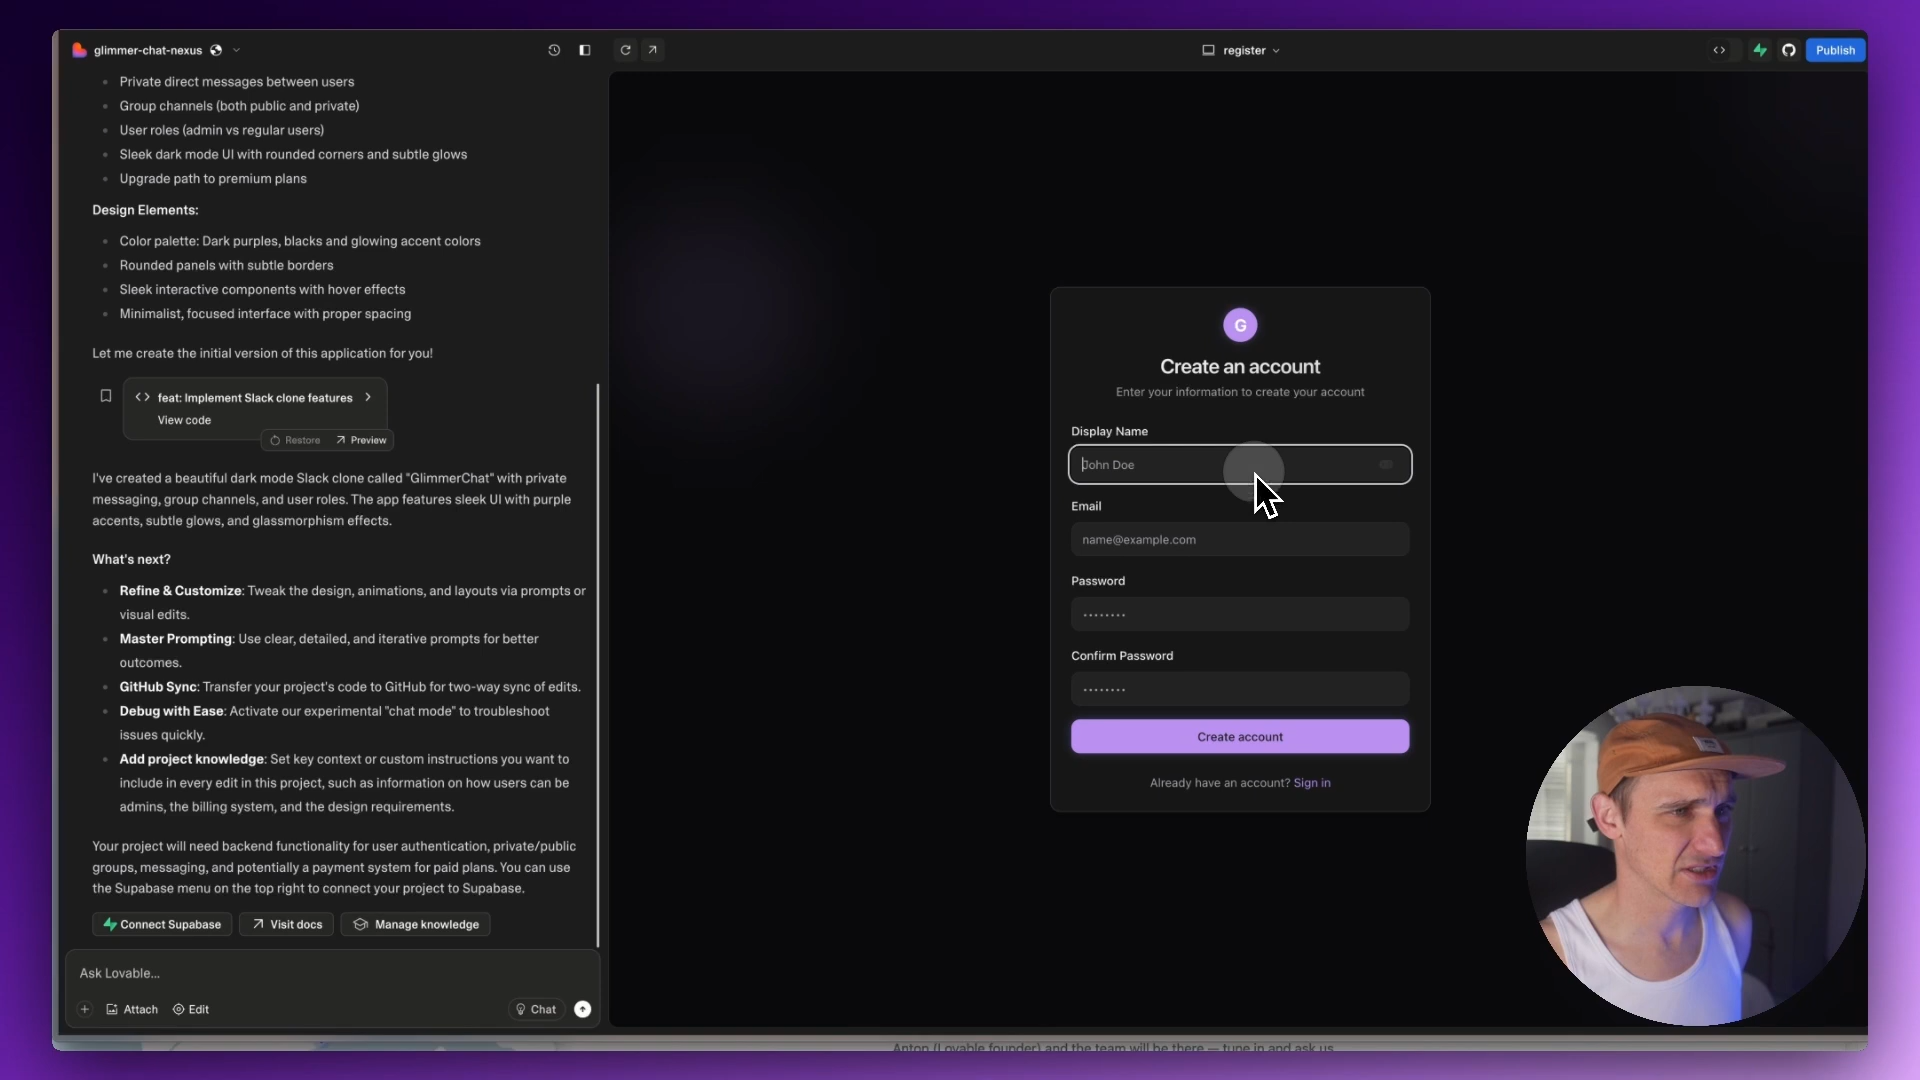 glimmer-chat-nexus
Private direct messages between users
Group channels (both public and private)
User roles (admin vs regular users)
Sleek dark mode UI with rounded corners and subtle glows
Upgrade path to premium plans
Design Elements:
Color palette: Dark purples, blacks and glowing accent colors
Rounded panels with subtle borders
Sleek interactive components with hover effects
Minimalist, focused interface with proper spacing
Let me create the initial version of this application for you!
feat: Implement Slack clone features
View code
Restore Preview
I've created a beautiful dark mode Slack clone called "GlimmerChat" with private
messaging, group channels, and user roles. The app features sleek UI with purple
accents, subtle glows, and glassmorphism effects.
What's next?
Refine & Customize: Tweak the design, animations, and layouts via prompts or
visual edits.
Master Prompting: Use clear, detailed, and iterative prompts for better
outcomes.
GitHub Sync: Transfer your project's code to GitHub for two-way sync of edits.
Debug with Ease: Activate our experimental "chat mode" to troubleshoot
issues quickly.
Add project knowledge: Set key context or custom instructions you want to
include in every edit in this project, such as information on how users can be
admins, the billing system, and the design requirements.
Your project will need backend functionality for user authentication, private/public
groups, messaging, and potentially a payment system for paid plans. You can use
the Supabase menu on the top right to connect your project to Supabase.
Connect Supabase Visit docs Manage knowledge
Ask Lovable...
Attach Edit Chat
register
Publish
G
Create an account
Enter your information to create your account
Display Name
John Doe
Email
name@example.com
Password
Confirm Password
Create account
Already have an account? Sign in
Anton (Lovable founder) and the team will be there — tune in and ask us